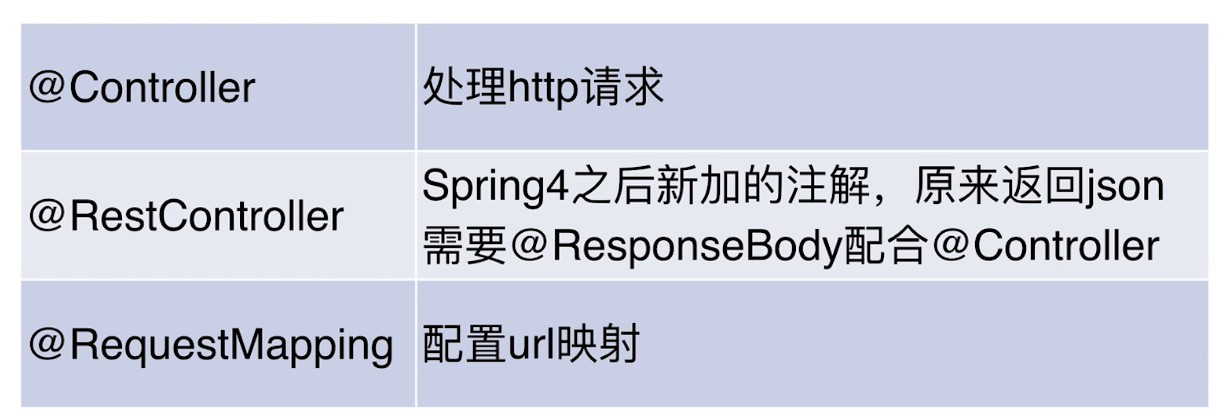 @Controller
处理http请求
@RestController
Spring4之后新加的注解，原来返回json
需要@ResponseBody配合@Controller
@RequestMapping
配置url映射